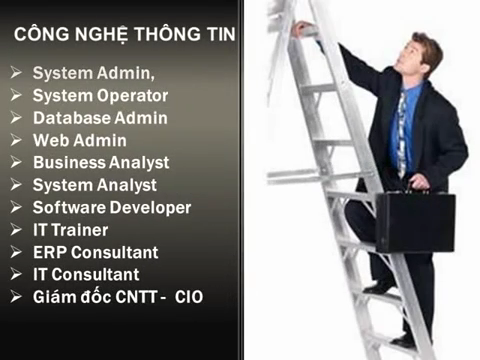 CÔNG NGHỆ THÔNG TIN
System Admin,
System Operator
Database Admin
Web Admin
Business Analyst
System Analyst
Software Developer
IT Trainer
ERP Consultant
IT Consultant
Giám đốc CNTT - CIO